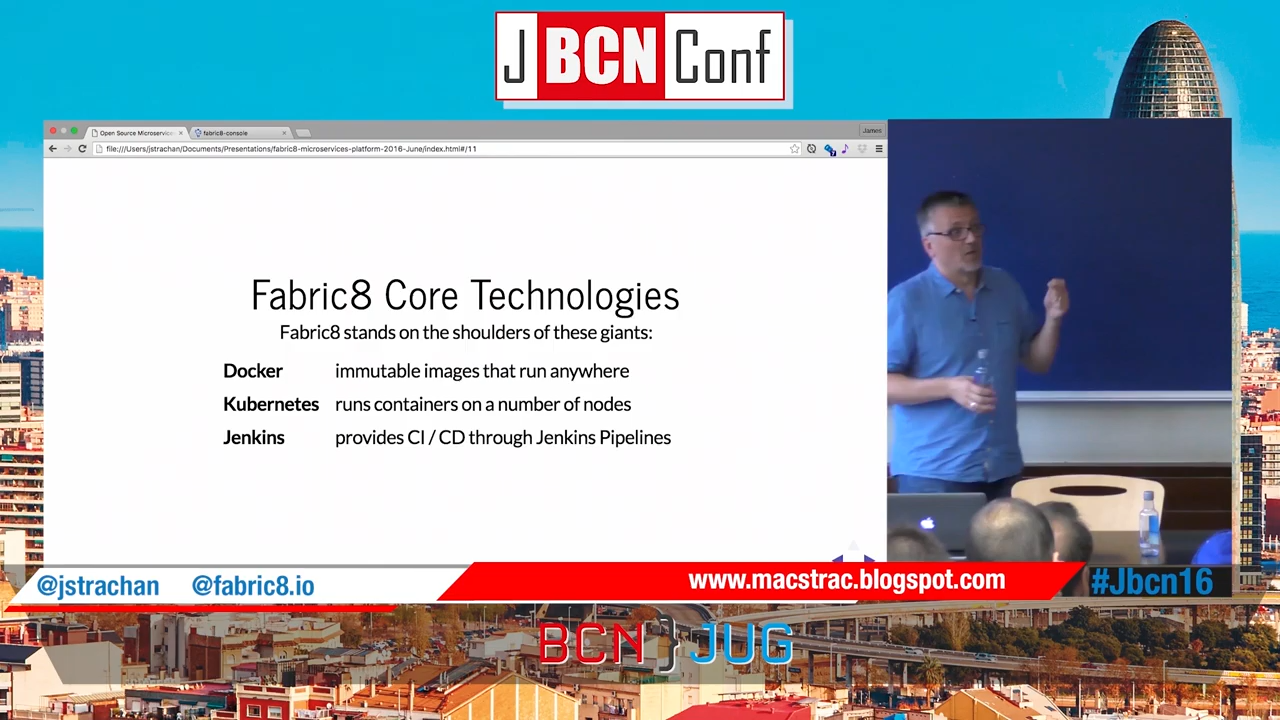 J BCN Conf
Open Source Microservice
fabric8-console
James
file:///Users/jstrachan/Documents/Presentations/fabric8-microservices-platform-2016-June/index.html#/11
Fabric8 Core Technologies
Fabric8 stands on the shoulders of these giants:
Docker immutable images that run anywhere
Kubernetes runs containers on a number of nodes
Jenkins provides CI / CD through Jenkins Pipelines
@jstrachan @fabric8.io
www.macstrac.blogspot.com
#Jbcn16
BCN } JUG